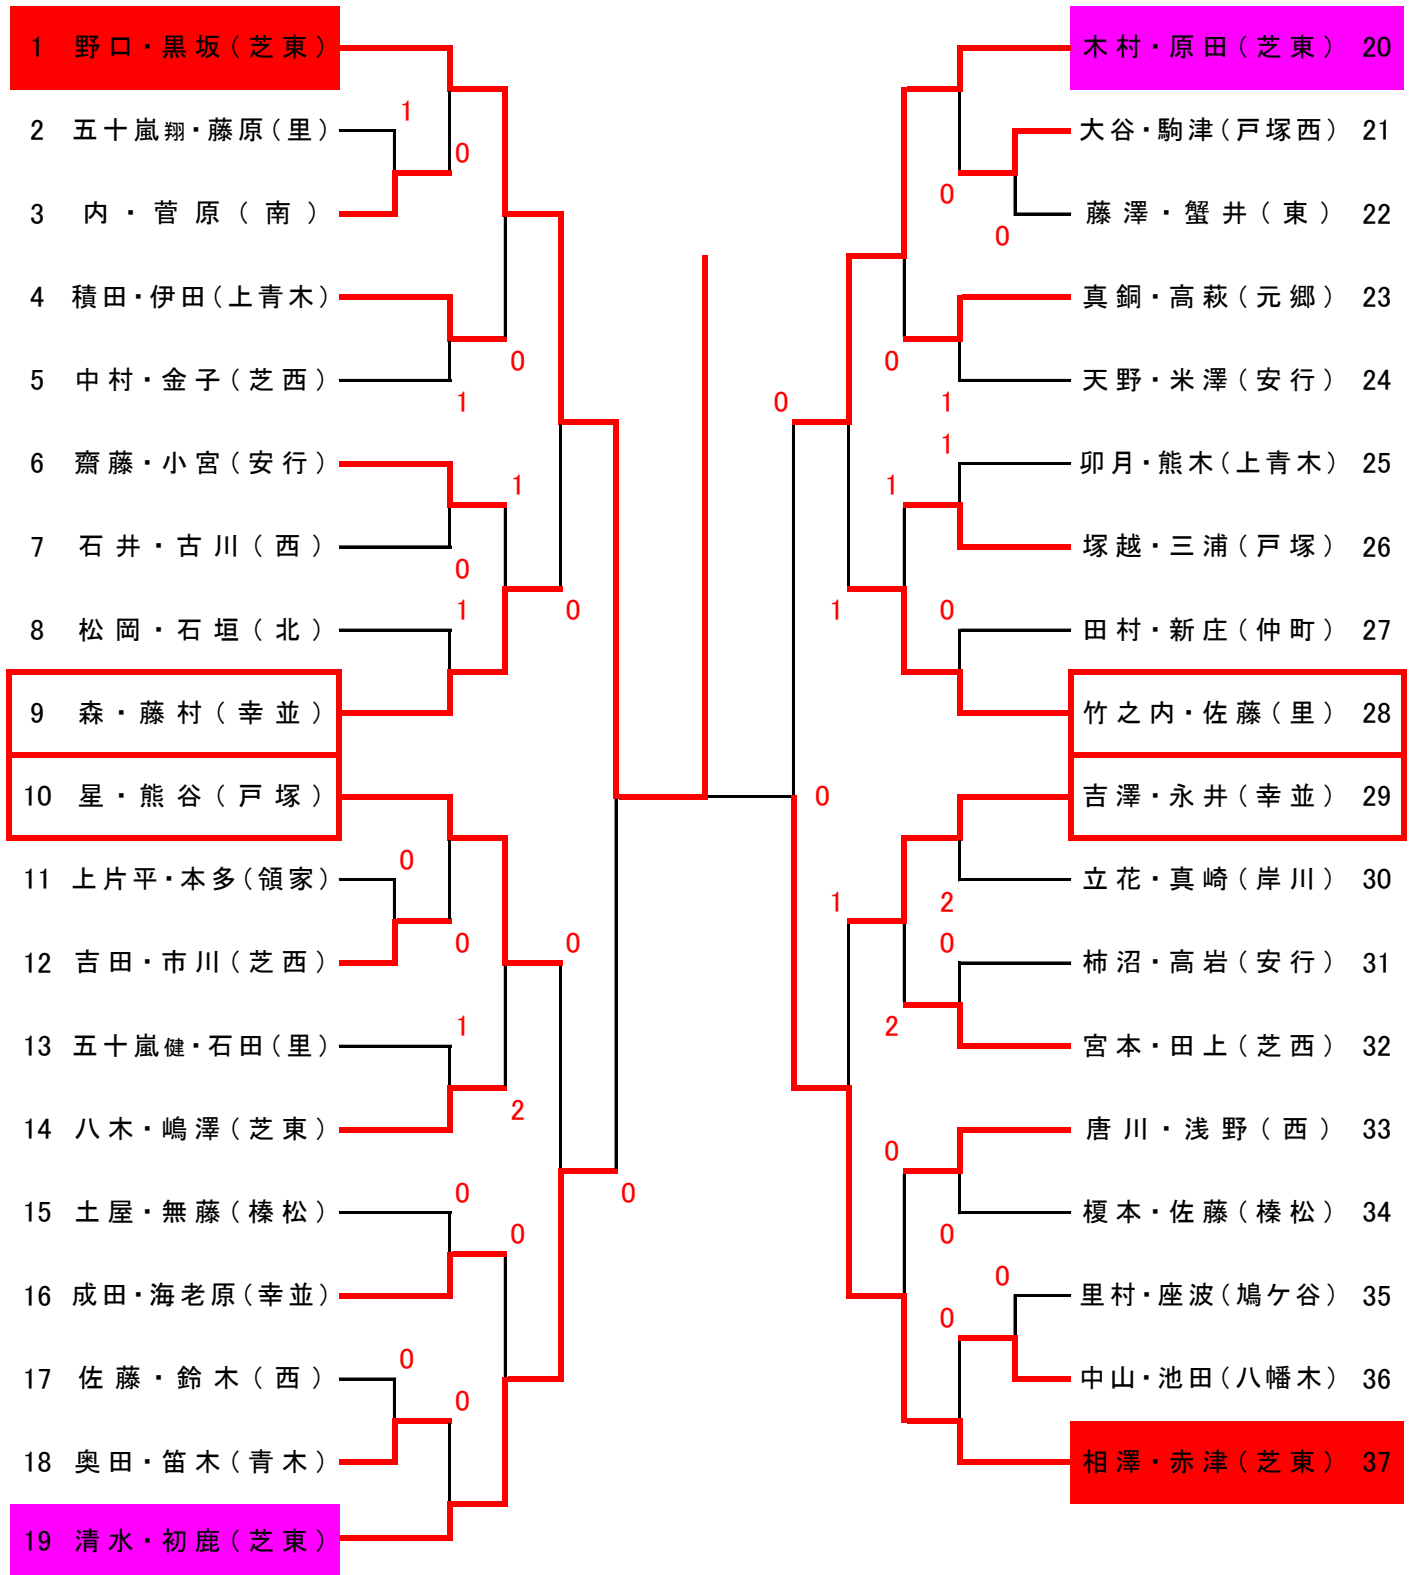 1 野口・黒坂(芝東)
2 五十嵐翔・藤原(里)
3 内・菅原(南)
4 積田・伊田(上青木)
5 中村・金子(芝西)
6 齋藤・小宮(安行)
7 石井・古川(西)
8 松岡・石垣(北)
9 森・藤村(幸並)
10 星・熊谷(戸塚)
11 上片平・本多(領家)
12 吉田・市川(芝西)
13 五十嵐健・石田(里)
14 八木・嶋澤(芝東)
15 土屋・無藤(榛松)
16 成田・海老原(幸並)
17 佐藤・鈴木(西)
18 奥田・笛木(青木)
19 清水・初鹿(芝東)
1
0
0
1
1
0
1
0
0
0
0
1
2
0
0
0
0
0
0
0
0
0
0
1
1
1
0
1
0
1
2
0
2
0
0
0
0
木村・原田(芝東) 20
大谷・駒津(戸塚西) 21
藤澤・蟹井(東) 22
真銅・高萩(元郷) 23
天野・米澤(安行) 24
卯月・熊木(上青木) 25
塚越・三浦(戸塚) 26
田村・新庄(仲町) 27
竹之内・佐藤(里) 28
吉澤・永井(幸並) 29
立花・真崎(岸川) 30
柿沼・高岩(安行) 31
宮本・田上(芝西) 32
唐川・浅野(西) 33
榎本・佐藤(榛松) 34
里村・座波(鳩ケ谷) 35
中山・池田(八幡木) 36
相澤・赤津(芝東) 37